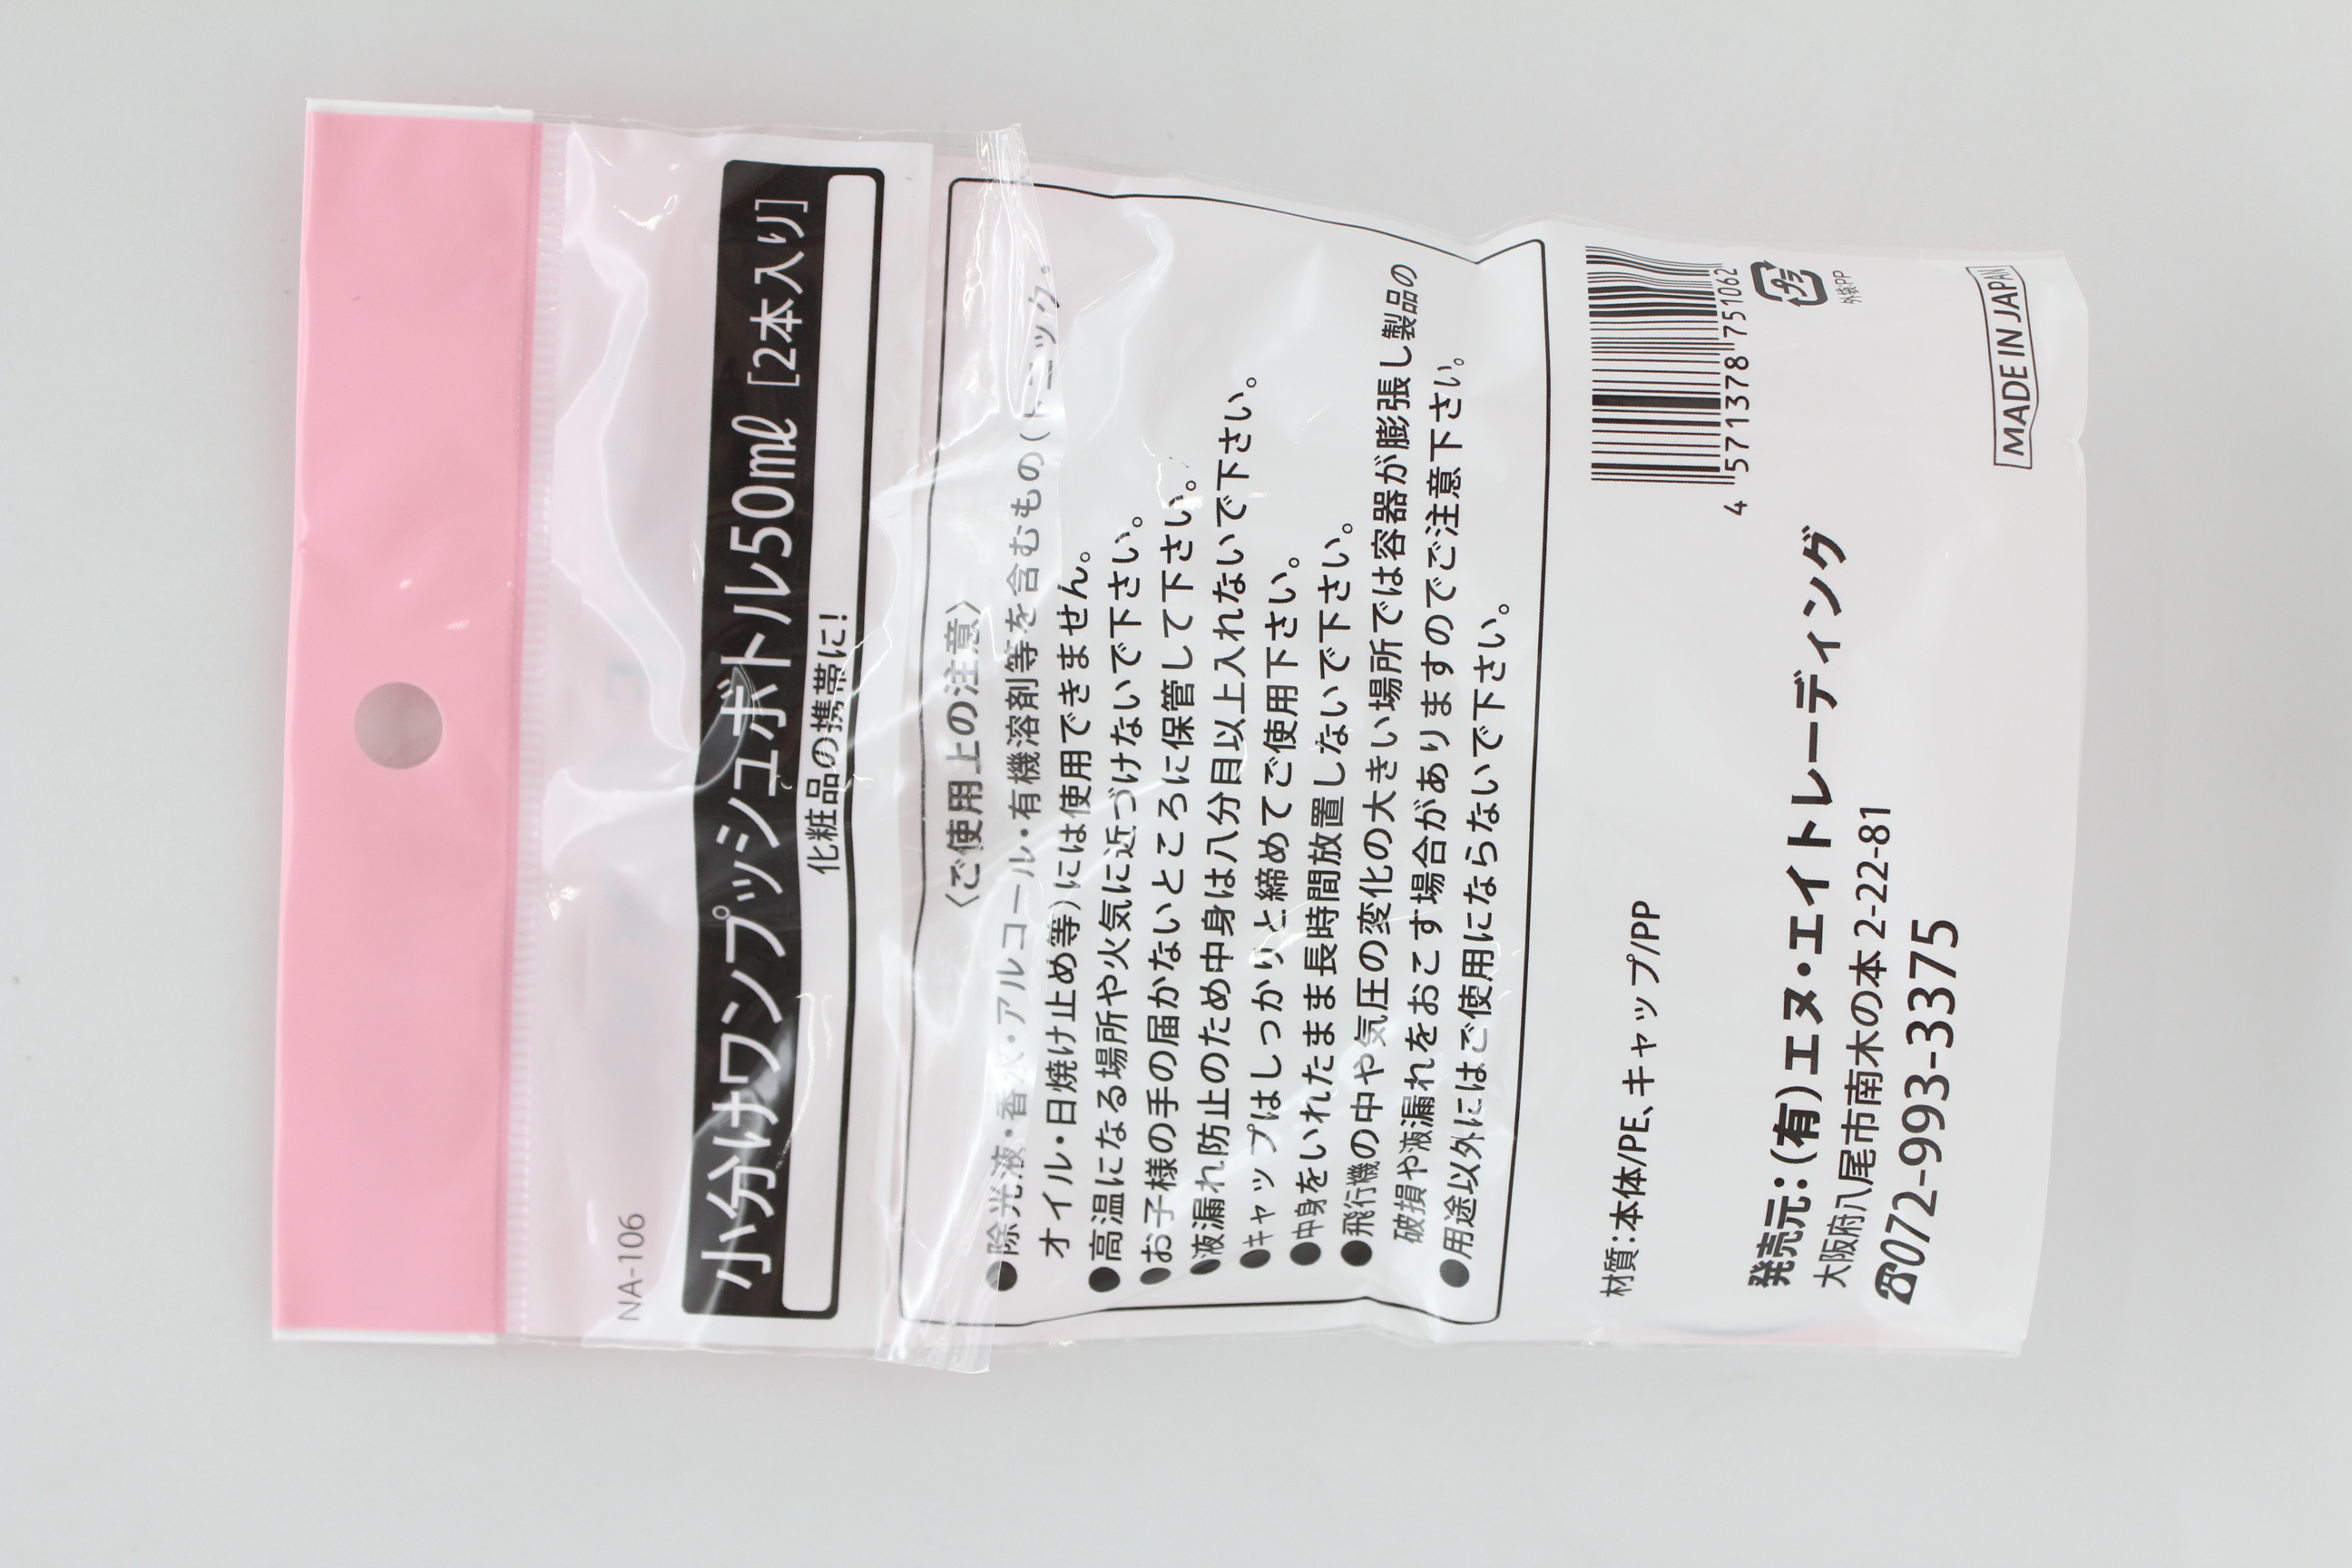 NA-106
小分けワンプッシュボトル50㎖ [2本入り]
化粧品の携帯に!
〈ご使用上の注意〉
●除光液・香水・アルコール・有機溶剤等を含むもの(トニック・
オイル・日焼け止め等)には使用できません。
●高温になる場所や火気に近づけないで下さい。
●お子様の手の届かないところに保管して下さい。
●液漏れ防止のため中身は八分目以上入れないで下さい。
●キャップはしっかりと締めてご使用下さい。
●中身をいれたまま長時間放置しないで下さい。
●飛行機の中や気圧の変化の大きい場所では容器が膨張し製品の
破損や液漏れをおこす場合がありますのでご注意下さい。
●用途以外にはご使用にならないで下さい。
材質:本体/PE、キャップ/PP
4 571378 751062
プラ
外袋:PP
発売元:(有)エヌ・エイトレーディング
大阪府八尾市南木の本2-22-81
☎072-993-3375
MADE IN JAPAN